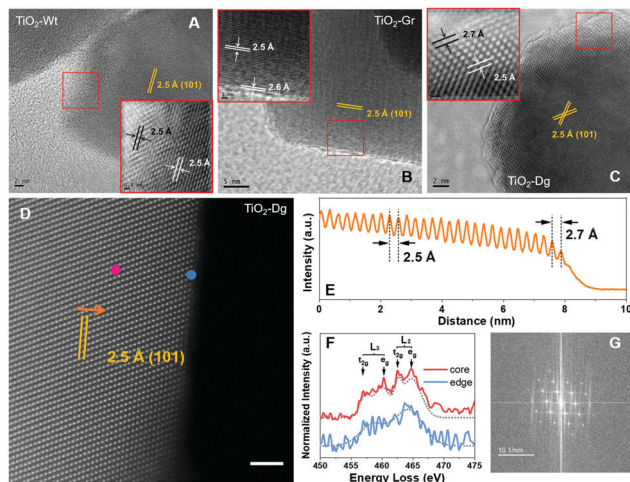 TiO₂-Wt
A
2.5 Å (101)
2.5 Å
2.5 Å
2 nm
TiO₂-Gr
2.5 Å
2.6 Å
2.5 Å (101)
5 nm
B
2.7 Å
2.5 Å
2.5 Å (101)
2 nm
TiO₂-Dg
C
D
TiO₂-Dg
2.5 Å (101)
Intensity (a.u.)
2.5 Å
2.7 Å
E
0 2 4 6 8 10
Distance (nm)
F
Normalized Intensity (a.u.)
L₃ L₂
t₂g eg t₂g eg
core
edge
450 455 460 465 470 475
Energy Loss (eV)
G
10 1/nm